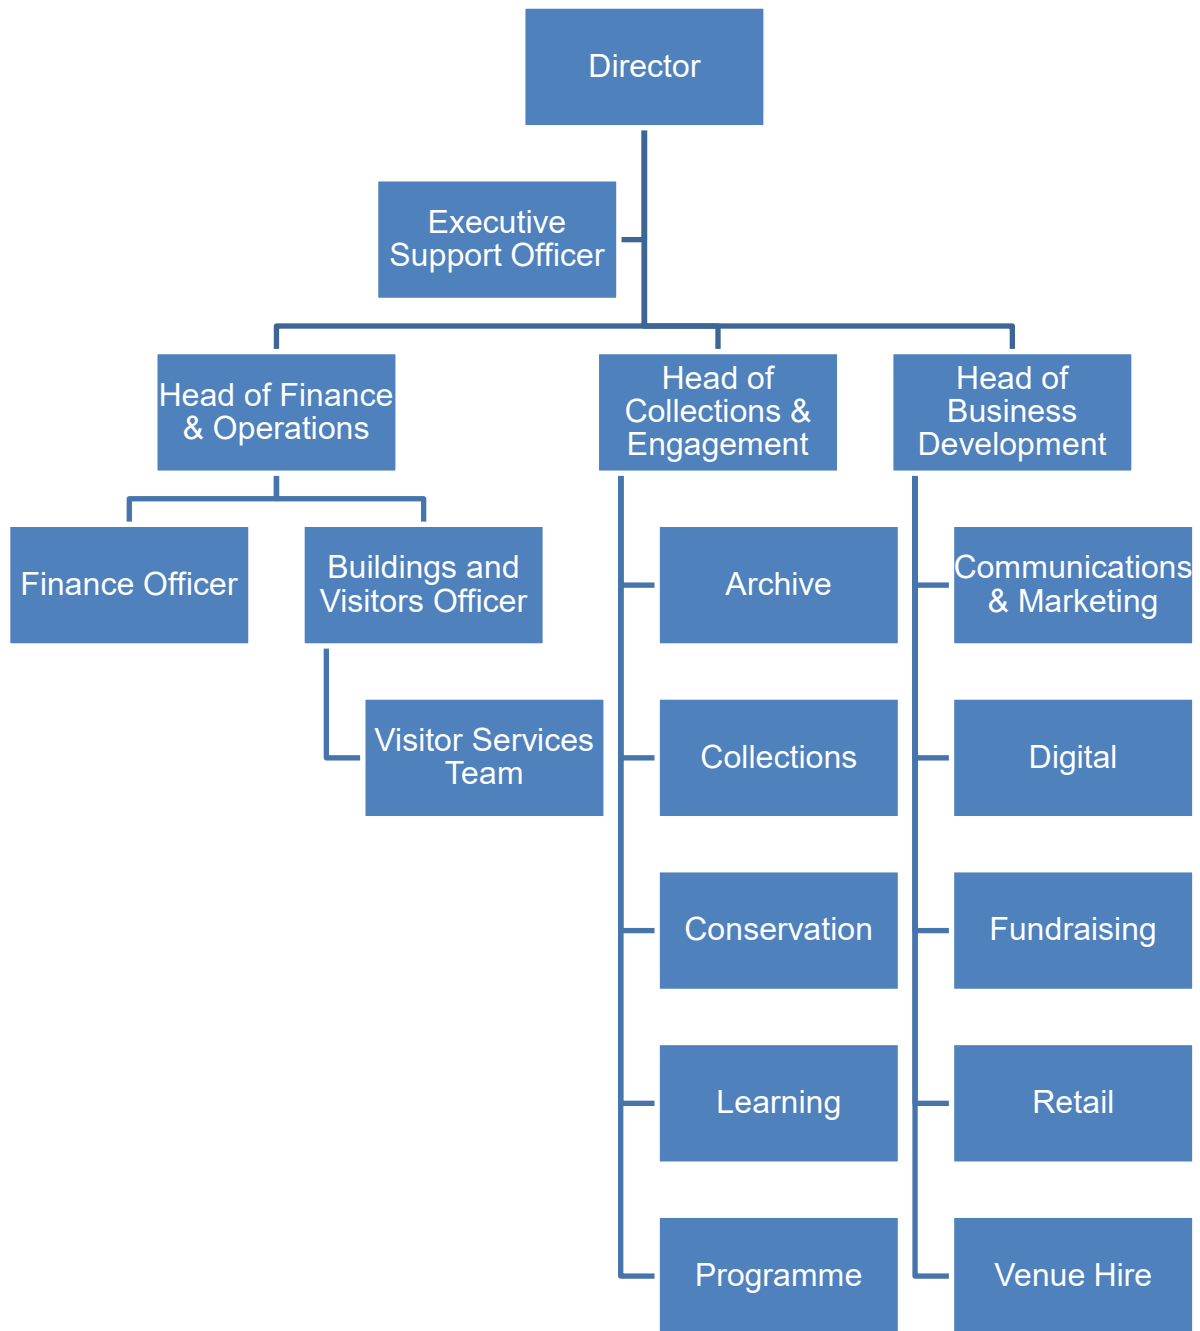 Director
Executive
Support Officer
Head of Finance
& Operations
Head of
Collections &
Engagement
Head of
Business
Development
Finance Officer
Buildings and
Visitors Officer
Archive
Communications
& Marketing
Visitor Services
Team
Collections
Digital
Conservation
Fundraising
Learning
Retail
Programme
Venue Hire